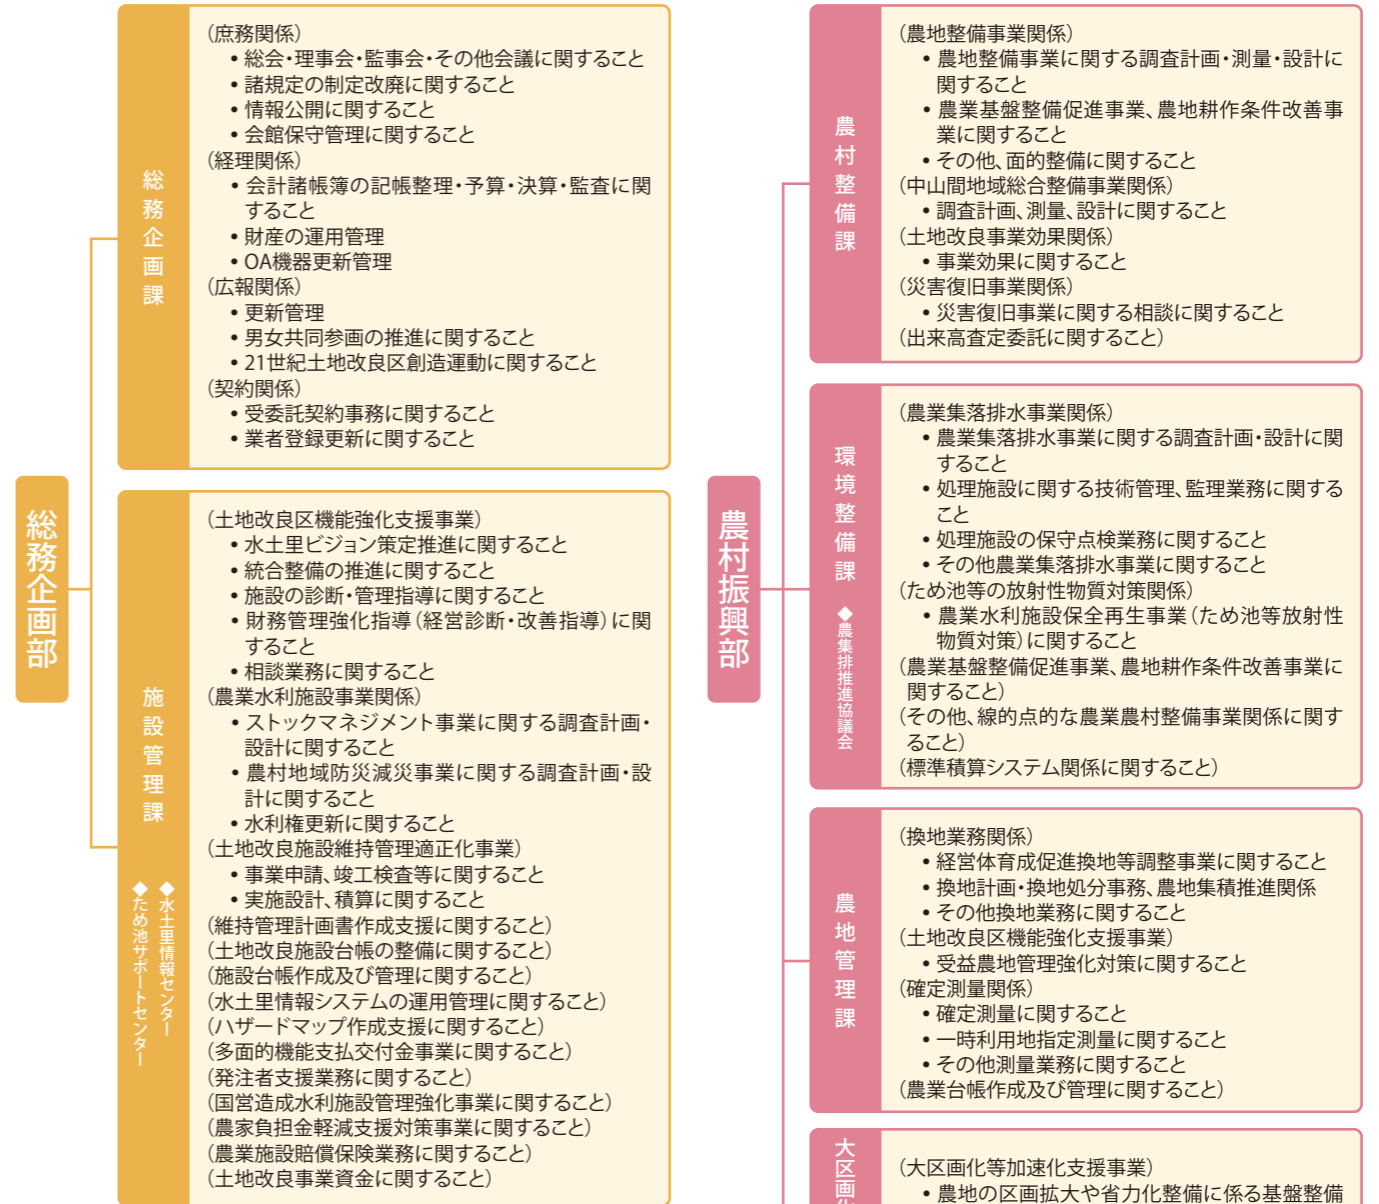 総務企画部
総務企画課
（庶務関係）
• 総会・理事会・監事会・その他会議に関すること
• 諸規定の制定改廃に関すること
• 情報公開に関すること
• 会館保守管理に関すること
（経理関係）
• 会計諸帳簿の記帳整理・予算・決算・監査に関
すること
• 財産の運用管理
• OA機器更新管理
（広報関係）
• 更新管理
• 男女共同参画の推進に関すること
• 21世紀土地改良区創造運動に関すること
（契約関係）
• 受委託契約事務に関すること
• 業者登録更新に関すること
施設管理課
◆水土里情報センター
◆ため池サポートセンター
（土地改良区機能強化支援事業）
• 水土里ビジョン策定推進に関すること
• 統合整備の推進に関すること
• 施設の診断・管理指導に関すること
• 財務管理強化指導（経営診断・改善指導）に関
すること
• 相談業務に関すること
（農業水利施設事業関係）
• ストックマネジメント事業に関する調査計画・
設計に関すること
• 農村地域防災減災事業に関する調査計画・設
計に関すること
• 水利権更新に関すること
（土地改良施設維持管理適正化事業）
• 事業申請、竣工検査等に関すること
• 実施設計、積算に関すること
（維持管理計画書作成支援に関すること）
（土地改良施設台帳の整備に関すること）
（施設台帳作成及び管理に関すること）
（水土里情報システムの運用管理に関すること）
（ハザードマップ作成支援に関すること）
（多面的機能支払交付金事業に関すること）
（発注者支援業務に関すること）
（国営造成水利施設管理強化事業に関すること）
（農家負担金軽減支援対策事業に関すること）
（農業施設賠償保険業務に関すること）
（土地改良事業資金に関すること）
農村振興部
農村整備課
（農地整備事業関係）
• 農地整備事業に関する調査計画・測量・設計に
関すること
• 農業基盤整備促進事業、農地耕作条件改善事
業に関すること
• その他、面的整備に関すること
（中山間地域総合整備事業関係）
• 調査計画、測量、設計に関すること
（土地改良事業効果関係）
• 事業効果に関すること
（災害復旧事業関係）
• 災害復旧事業に関する相談に関すること
（出来高査定委託に関すること）
環境整備課
◆農集排推進協議会
（農業集落排水事業関係）
• 農業集落排水事業に関する調査計画・設計に関
すること
• 処理施設に関する技術管理、監理業務に関する
こと
• 処理施設の保守点検業務に関すること
• その他農業集落排水事業に関すること
（ため池等の放射性物質対策関係）
• 農業水利施設保全再生事業（ため池等放射性
物質対策）に関すること
（農業基盤整備促進事業、農地耕作条件改善事業に
関すること）
（その他、線的点的な農業農村整備事業関係に関す
ること）
（標準積算システム関係に関すること）
農地管理課
（換地業務関係）
• 経営体育成促進換地等調整事業に関すること
• 換地計画・換地処分事務、農地集積推進関係
• その他換地業務に関すること
（土地改良区機能強化支援事業）
• 受益農地管理強化対策に関すること
（確定測量関係）
• 確定測量に関すること
• 一時利用地指定測量に関すること
• その他測量業務に関すること
（農業台帳作成及び管理に関すること）
大区画化
（大区画化等加速化支援事業）
• 農地の区画拡大や省力化整備に係る基盤整備